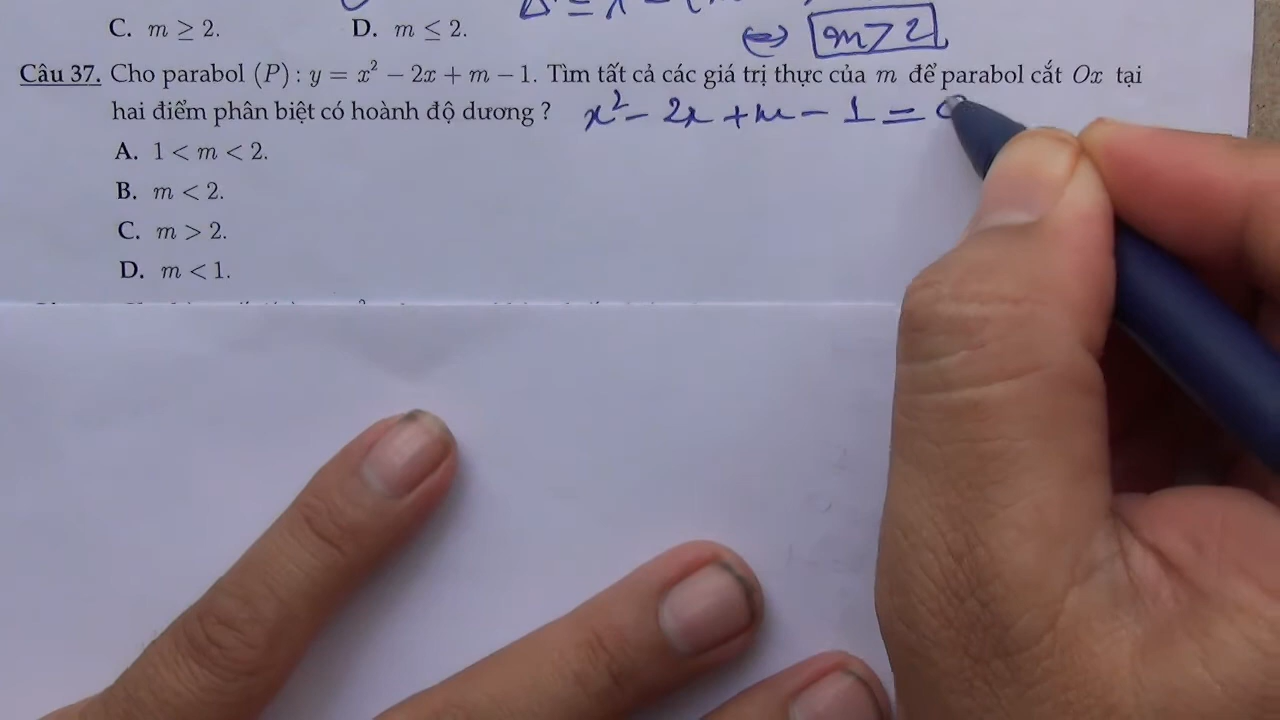 C. m ≥ 2. D. m ≤ 2.
⇔ m > 2
Câu 37. Cho parabol (P) : y = x² − 2x + m − 1. Tìm tất cả các giá trị thực của m để parabol cắt Ox tại
hai điểm phân biệt có hoành độ dương ? x² − 2x + m − 1 = 0
A. 1 < m < 2.
B. m < 2.
C. m > 2.
D. m < 1.